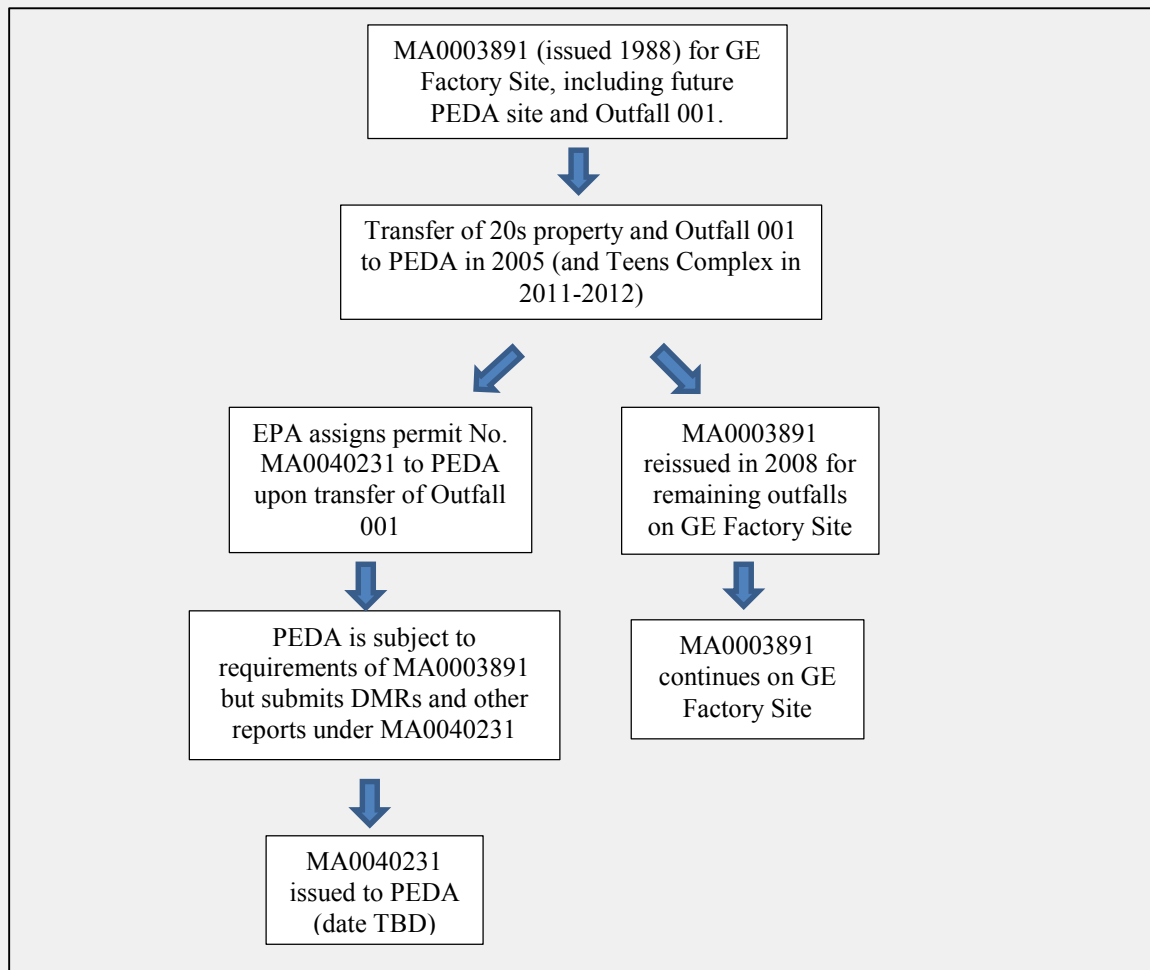 MA0003891 (issued 1988) for GE
Factory Site, including future
PEDA site and Outfall 001.
Transfer of 20s property and Outfall 001
to PEDA in 2005 (and Teens Complex in
2011-2012)
EPA assigns permit No.
MA0040231 to PEDA
upon transfer of Outfall
001
MA0003891
reissued in 2008 for
remaining outfalls
on GE Factory Site
PEDA is subject to
requirements of MA0003891
but submits DMRs and other
reports under MA0040231
MA0003891
continues on GE
Factory Site
MA0040231
issued to PEDA
(date TBD)